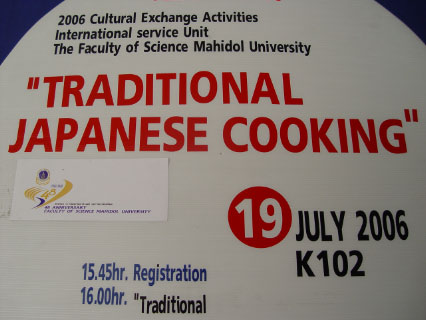 2006 Cultural Exchange Activities
International service Unit
The Faculty of Science Mahidol University
"TRADITIONAL
JAPANESE COOKING"
FACULTY OF SCIENCE MAHIDOL UNIVERSITY
19 JULY 2006
K102
15.45hr. Registration
16.00hr. "Traditional